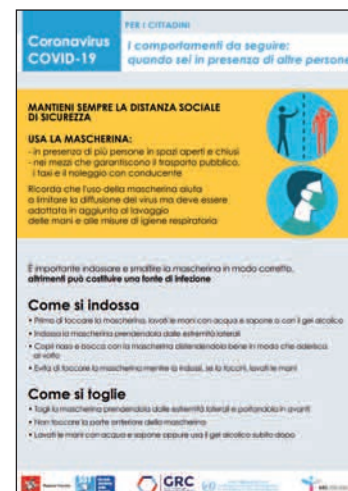 PER I CITTADINI
Coronavirus
COVID-19
I comportamenti da seguire:
quando sei in presenza di altre persone
MANTIENI SEMPRE LA DISTANZA SOCIALE
DI SICUREZZA
USA LA MASCHERINA:
- in presenza di più persone in spazi aperti e chiusi
- nei mezzi che garantiscono il trasporto pubblico,
i taxi e il noleggio con conducente
Ricorda che l'uso della mascherina aiuta
a limitare la diffusione del virus ma deve essere
adottata in aggiunta al lavaggio
delle mani e alle misure di igiene respiratoria
È importante indossare e smaltire la mascherina in modo corretto,
altrimenti può costituire una fonte di infezione
Come si indossa
• Prima di toccare la mascherina, lavati le mani con acqua e sapone o con il gel alcolico
• Indossa la mascherina prendendola dalle estremità laterali
• Copri naso e bocca con la mascherina distendendola bene in modo che aderisca
al volto
• Evita di toccare la mascherina mentre la indossi, se la tocchi, lavati le mani
Come si toglie
• Togli la mascherina prendendola dalle estremità laterali e portandola in avanti
• Non toccare la parte anteriore della mascherina
• Lavati le mani con acqua e sapone oppure usa il gel alcolico subito dopo
GRC